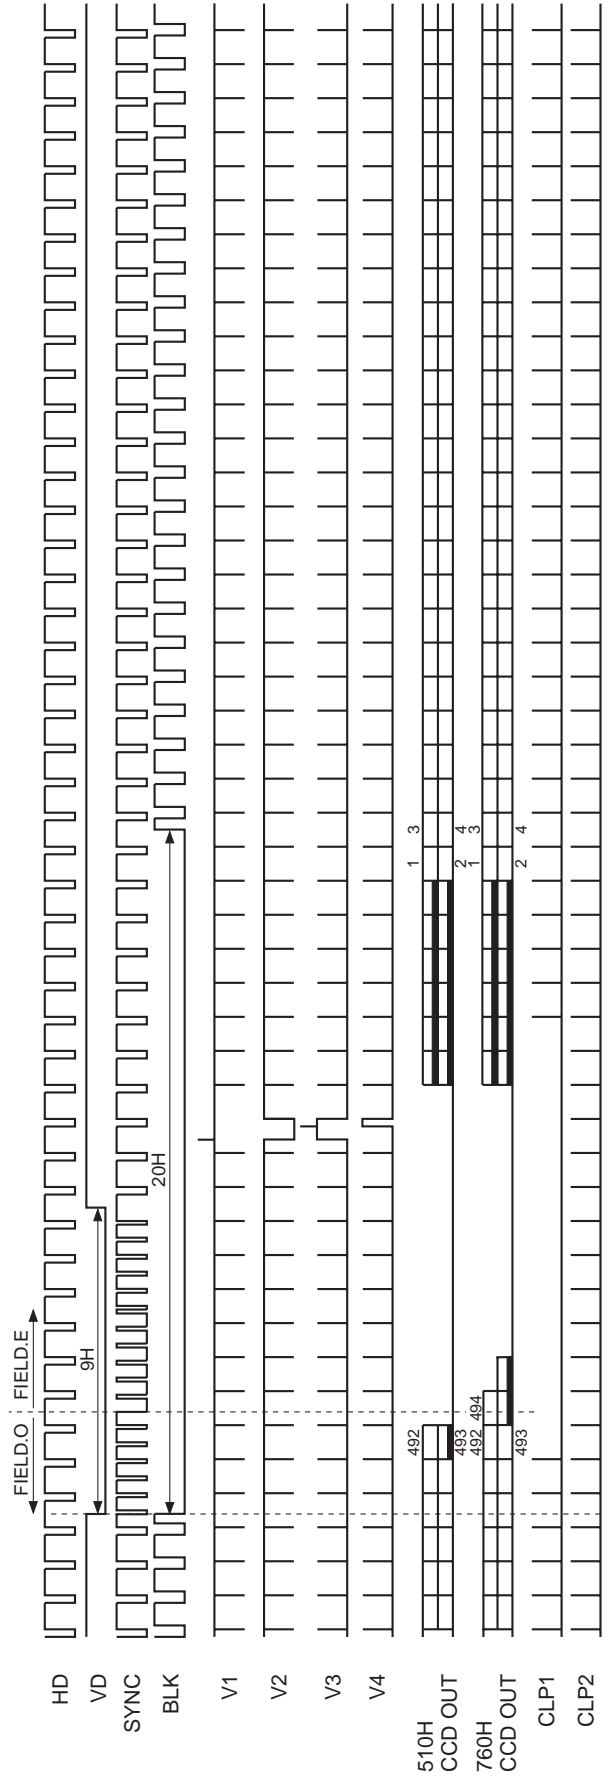 FIELD.O
FIELD.E
HD
VD
9H
SYNC
BLK
20H
V1
V2
V3
V4
510H
CCD OUT
492
493
1
3
2
4
760H
CCD OUT
492
494
493
1
3
2
4
CLP1
CLP2